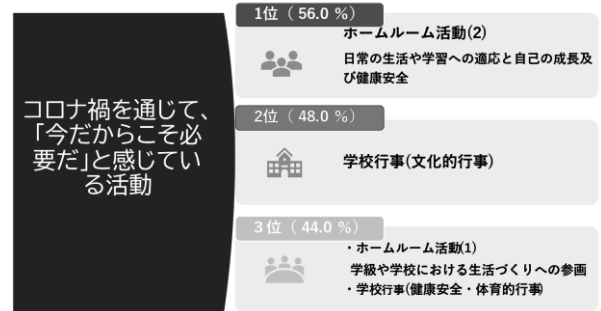 コロナ禍を通じて、
「今だからこそ必
要だ」と感じてい
る活動
1位（ 56.0 %）
ホームルーム活動(2)
日常の生活や学習への適応と自己の成長及
び健康安全
2位（ 48.0 %）
学校行事(文化的行事)
3 位（ 44.0 %）
・ホームルーム活動(1)
学級や学校における生活づくりへの参画
・学校行事(健康安全・体育的行事)